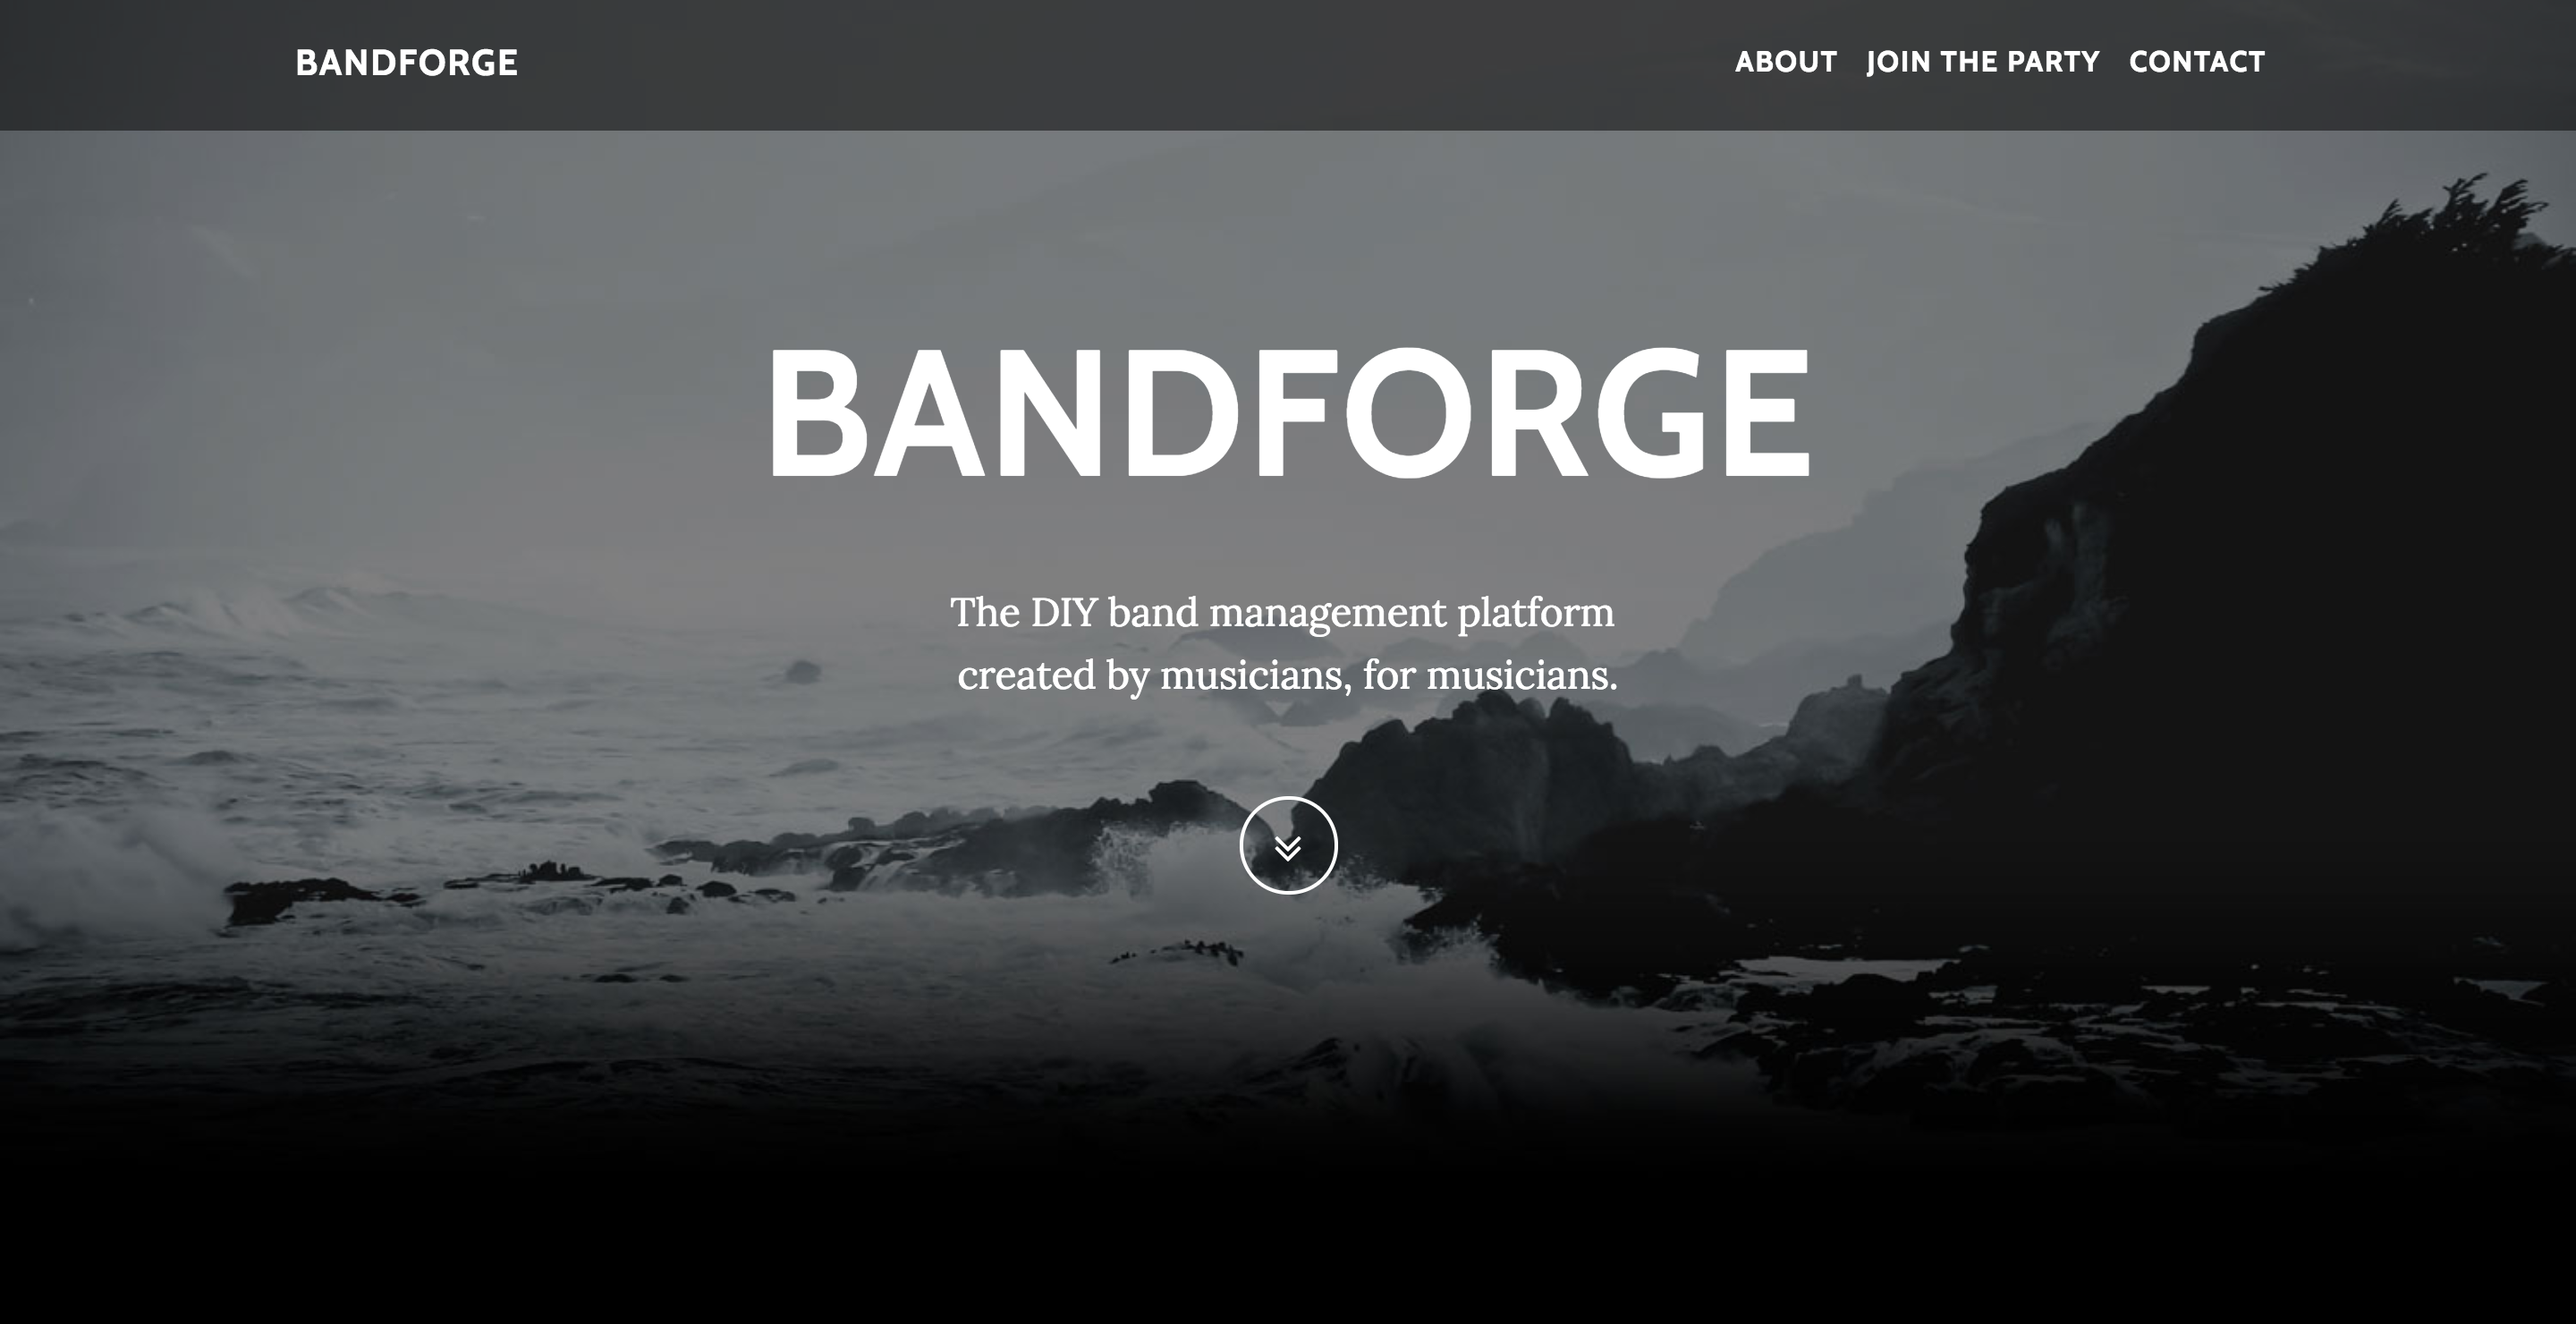 BANDFORGE
ABOUT JOIN THE PARTY CONTACT
BANDFORGE
The DIY band management platform
created by musicians, for musicians.